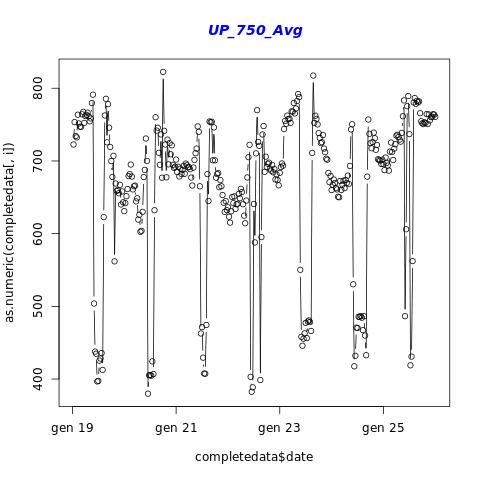 UP_750_Avg
as.numeric(completedata[, i])
800
700
600
500
400
gen 19
gen 21
gen 23
gen 25
completedata$date